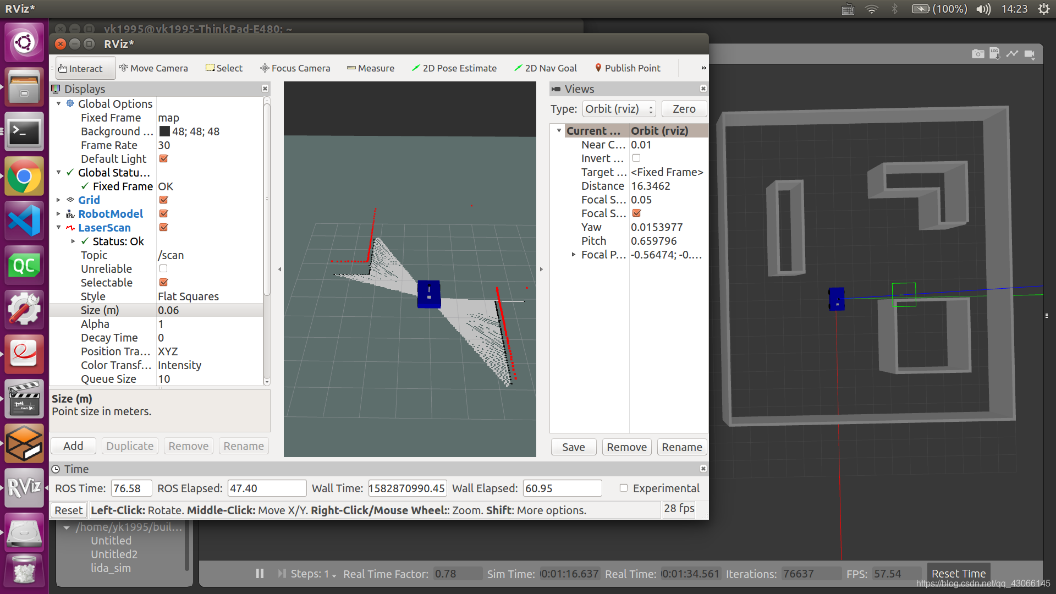 RViz*
(100%) 14:23
yk1995@yk1995-ThinkPad-E480: ~
RViz*
Interact Move Camera Select Focus Camera Measure 2D Pose Estimate 2D Nav Goal Publish Point
Displays
Global Options
Fixed Frame map
Background ... 48; 48; 48
Frame Rate 30
Default Light
Global Statu...
Fixed Frame OK
Grid
RobotModel
LaserScan
Status: Ok
Topic /scan
Unreliable
Selectable
Style Flat Squares
Size (m) 0.06
Alpha 1
Decay Time 0
Position Tra... XYZ
Color Transf... Intensity
Queue Size 10
Size (m)
Point size in meters.
Add Duplicate Remove Rename
Views
Type: Orbit (rviz) Zero
Current ... Orbit (rviz)
Near C... 0.01
Invert ...
Target ... <Fixed Frame>
Distance 16.3462
Focal S... 0.05
Focal S...
Yaw 0.0153977
Pitch 0.659796
Focal P... -0.56474; -0....
Save Remove Rename
Time
ROS Time: 76.58 ROS Elapsed: 47.40 Wall Time: 1582870990.45 Wall Elapsed: 60.95 Experimental
Reset Left-Click: Rotate. Middle-Click: Move X/Y. Right-Click/Mouse Wheel:: Zoom. Shift: More options. 28 fps
/home/yk1995/buil...
Untitled
Untitled2
lida_sim
Steps: 1 Real Time Factor: 0.78 Sim Time: 0:01:16.637 Real Time: 0:01:34.561 Iterations: 76637 FPS: 57.54 Reset Time
https://blog.csdn.net/qq_43066145
QC
RViz